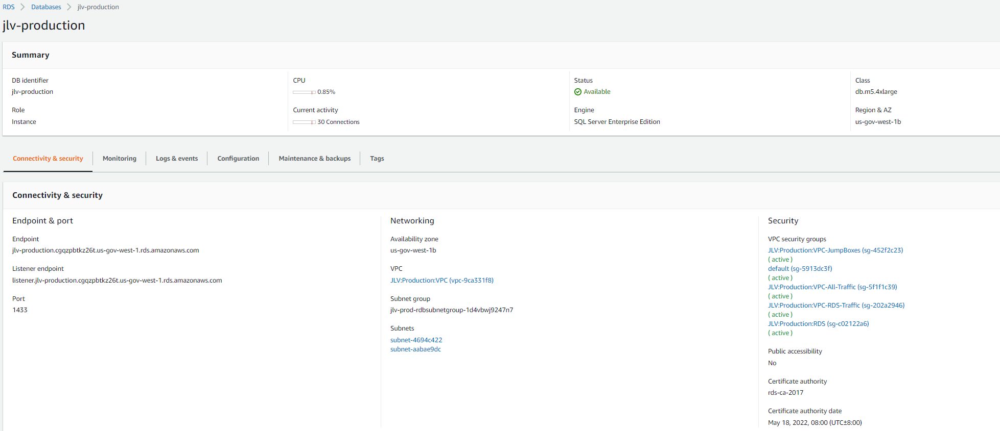 RDS > Databases > jlv-production
jlv-production
Summary
DB identifier
jlv-production
Role
Instance
CPU
0.85%
Current activity
30 Connections
Status
Available
Engine
SQL Server Enterprise Edition
Class
db.m5.4xlarge
Region & AZ
us-gov-west-1b
Connectivity & security
Monitoring
Logs & events
Configuration
Maintenance & backups
Tags
Connectivity & security
Endpoint & port
Endpoint
jlv-production.cgqzpbtkz26t.us-gov-west-1.rds.amazonaws.com
Listener endpoint
listener.jlv-production.cgqzpbtkz26t.us-gov-west-1.rds.amazonaws.com
Port
1433
Networking
Availability zone
us-gov-west-1b
VPC
JLV:Production:VPC (vpc-9ca331f8)
Subnet group
jlv-prod-rdbsubnetgroup-1d4vbwj9247n7
Subnets
subnet-4694c422
subnet-aabae9dc
Security
VPC security groups
JLV:Production:VPC-JumpBoxes (sg-452f2c23)
( active )
default (sg-5913dc3f)
( active )
JLV:Production:VPC-All-Traffic (sg-5f1f1c39)
( active )
JLV:Production:VPC-RDS-Traffic (sg-202a2946)
( active )
JLV:Production:RDS (sg-c02122a6)
( active )
Public accessibility
No
Certificate authority
rds-ca-2017
Certificate authority date
May 18, 2022, 08:00 (UTC±8:00)